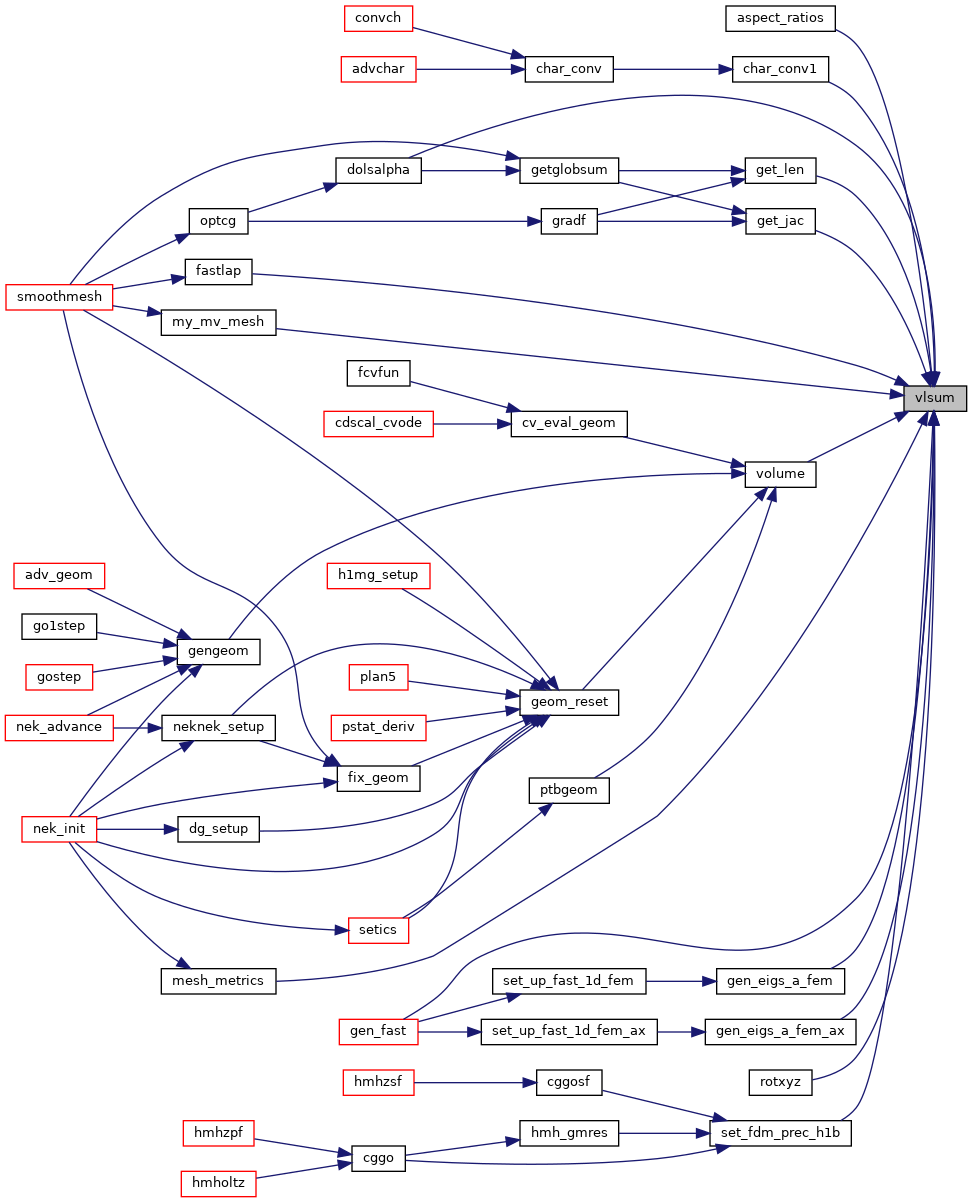 convch
aspect_ratios
advchar
char_conv
char_conv1
dolsalpha
getglobsum
get_len
optcg
gradf
get_jac
fastlap
smoothmesh
my_mv_mesh
fcvfun
vlsum
cdscal_cvode
cv_eval_geom
volume
adv_geom
h1mg_setup
go1step
gengeom
gostep
plan5
geom_reset
nek_advance
neknek_setup
pstat_deriv
fix_geom
ptbgeom
nek_init
dg_setup
setics
mesh_metrics
set_up_fast_1d_fem
gen_eigs_a_fem
gen_fast
set_up_fast_1d_fem_ax
gen_eigs_a_fem_ax
hmhzsf
cggosf
rotxyz
hmhzpf
hmh_gmres
set_fdm_prec_h1b
cggo
hmholtz